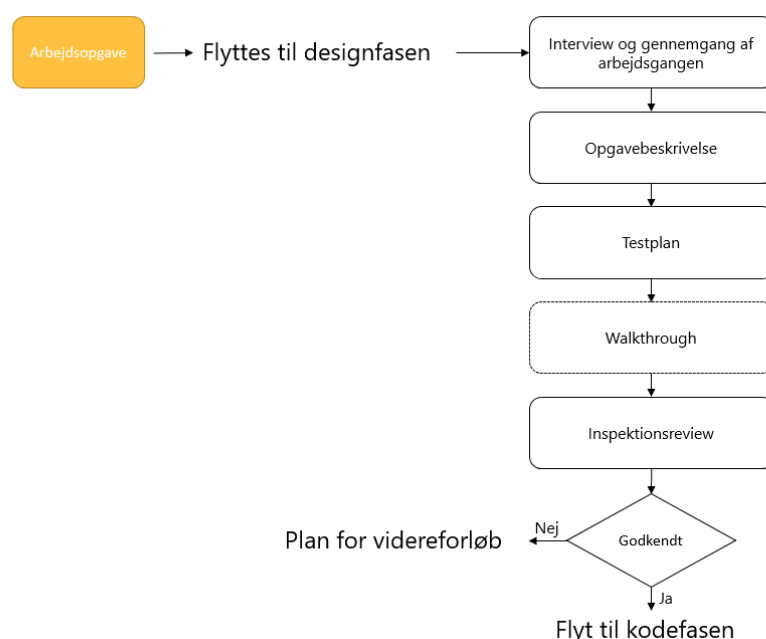 Arbejdsopgave
Flyttes til designfasen
Interview og gennemgang af
arbejdsgangen
Opgavebeskrivelse
Testplan
Walkthrough
Inspektionsreview
Godkendt
Nej
Plan for videreforløb
Ja
Flyt til kodefasen